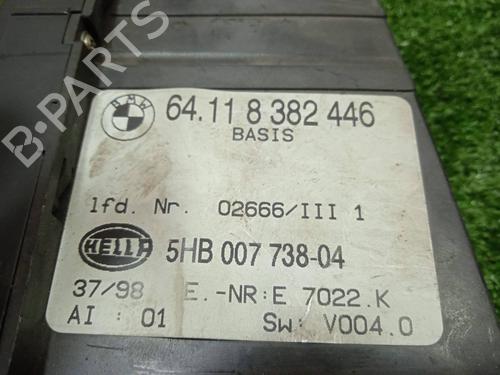 B-PARTS
BMW
64.11 8 382 446
BASIS
lfd. Nr. 02666/III 1
HELLA 5HB 007 738-04
37/98 E.-NR:E 7022.K
AI : 01 SW: V004.0